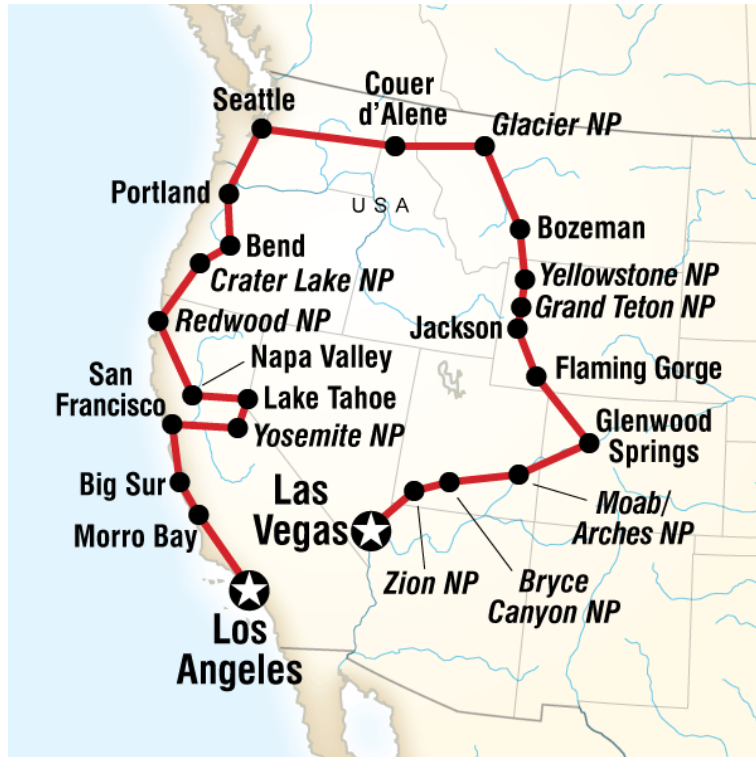 Seattle
Couer
d'Alene
Glacier NP
Portland
USA
Bend
Bozeman
Crater Lake NP
Yellowstone NP
Grand Teton NP
Redwood NP
Jackson
Napa Valley
Flaming Gorge
San
Francisco
Lake Tahoe
Yosemite NP
Glenwood
Springs
Big Sur
Las
Vegas
Moab/
Arches NP
Morro Bay
Zion NP
Bryce
Canyon NP
Los
Angeles